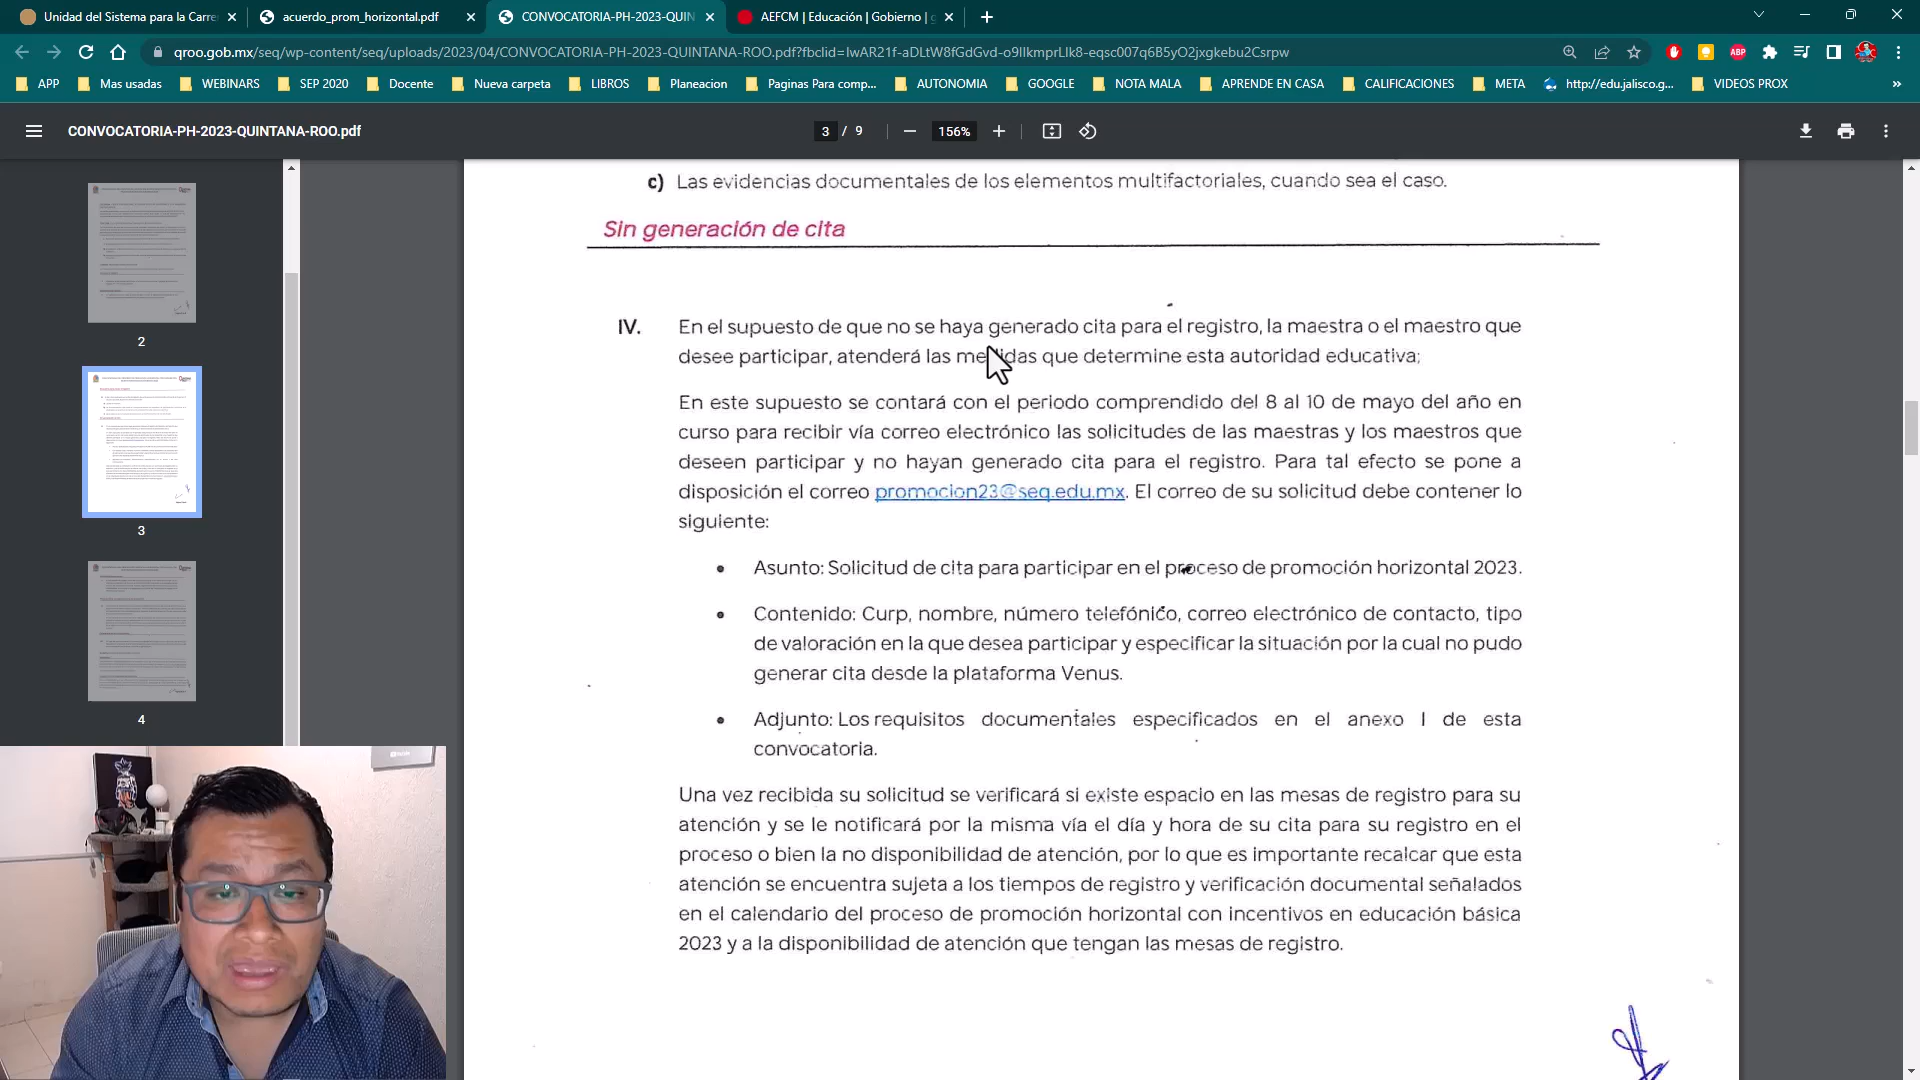 Unidad del Sistema para la Carre
acuerdo_prom_horizontal.pdf
CONVOCATORIA-PH-2023-QUIN
AEFCM | Educación | Gobierno | g
qroo.gob.mx/seq/wp-content/seq/uploads/2023/04/CONVOCATORIA-PH-2023-QUINTANA-ROO.pdf?fbclid=IwAR21f-aDLtW8fGdGvd-o9IlkmprLIk8-eqsc007q6B5yO2jxgkebu2Csrpw
APP
Mas usadas
WEBINARS
SEP 2020
Docente
Nueva carpeta
LIBROS
Planeacion
Paginas Para comp...
AUTONOMIA
GOOGLE
NOTA MALA
APRENDE EN CASA
CALIFICACIONES
META
http://edu.jalisco.g...
VIDEOS PROX
»
CONVOCATORIA-PH-2023-QUINTANA-ROO.pdf
3 / 9
156%
2
3
4
c) Las evidencias documentales de los elementos multifactoriales, cuando sea el caso.
Sin generación de cita
IV. En el supuesto de que no se haya generado cita para el registro, la maestra o el maestro que
desee participar, atenderá las medidas que determine esta autoridad educativa;
En este supuesto se contará con el periodo comprendido del 8 al 10 de mayo del año en
curso para recibir vía correo electrónico las solicitudes de las maestras y los maestros que
deseen participar y no hayan generado cita para el registro. Para tal efecto se pone a
disposición el correo promocion23@seq.edu.mx. El correo de su solicitud debe contener lo
siguiente:
• Asunto: Solicitud de cita para participar en el proceso de promoción horizontal 2023.
• Contenido: Curp, nombre, número telefónico, correo electrónico de contacto, tipo
de valoración en la que desea participar y especificar la situación por la cual no pudo
generar cita desde la plataforma Venus.
• Adjunto: Los requisitos documentales especificados en el anexo I de esta
convocatoria.
Una vez recibida su solicitud se verificará si existe espacio en las mesas de registro para su
atención y se le notificará por la misma vía el día y hora de su cita para su registro en el
proceso o bien la no disponibilidad de atención, por lo que es importante recalcar que esta
atención se encuentra sujeta a los tiempos de registro y verificación documental señalados
en el calendario del proceso de promoción horizontal con incentivos en educación básica
2023 y a la disponibilidad de atención que tengan las mesas de registro.